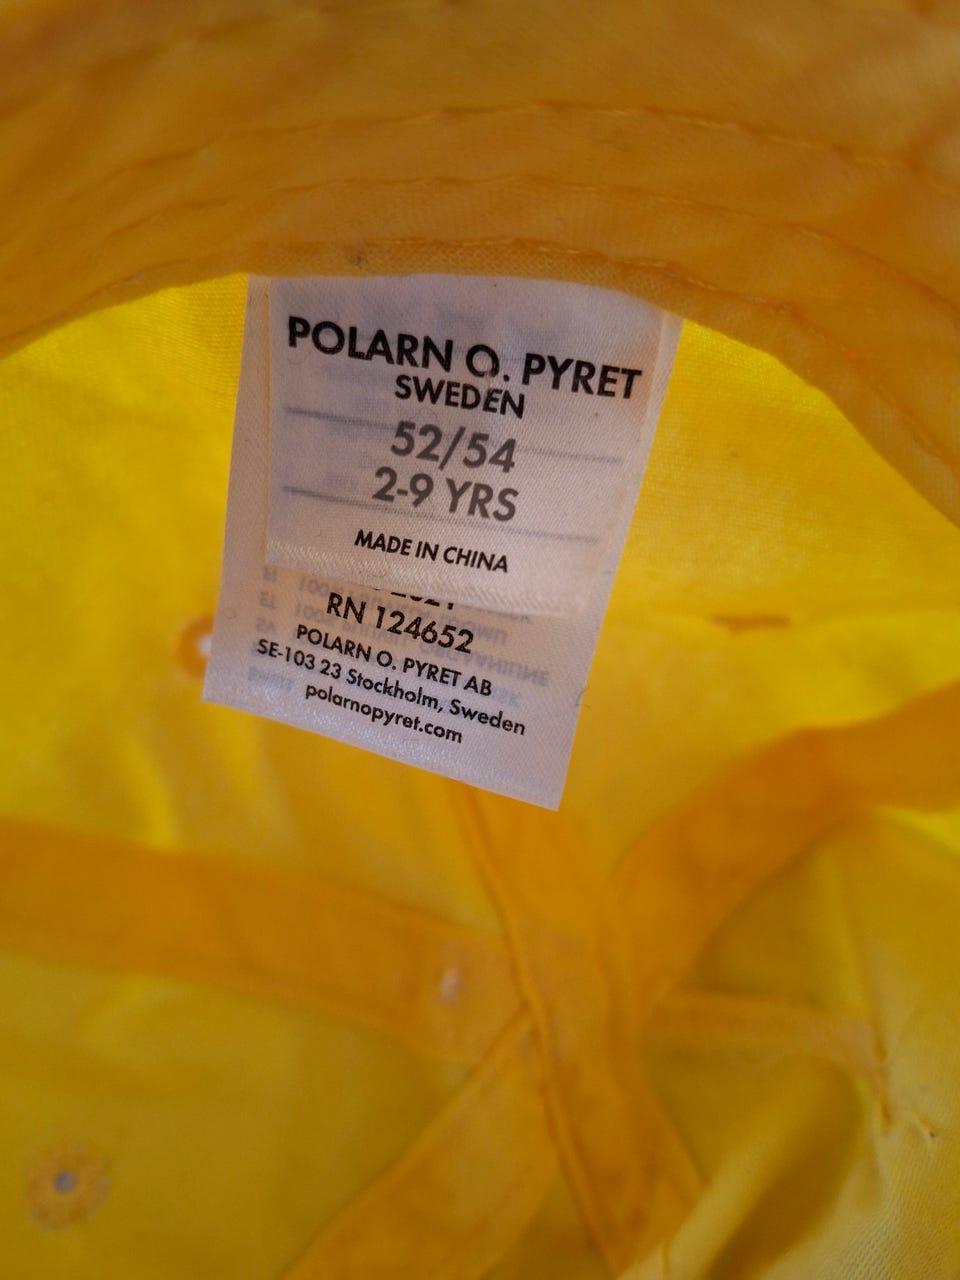 POLARN O. PYRET
SWEDEN
52/54
2-9 YRS
MADE IN CHINA
RN 124652
POLARN O. PYRET AB
SE-103 23 Stockholm, Sweden
polarnopyret.com